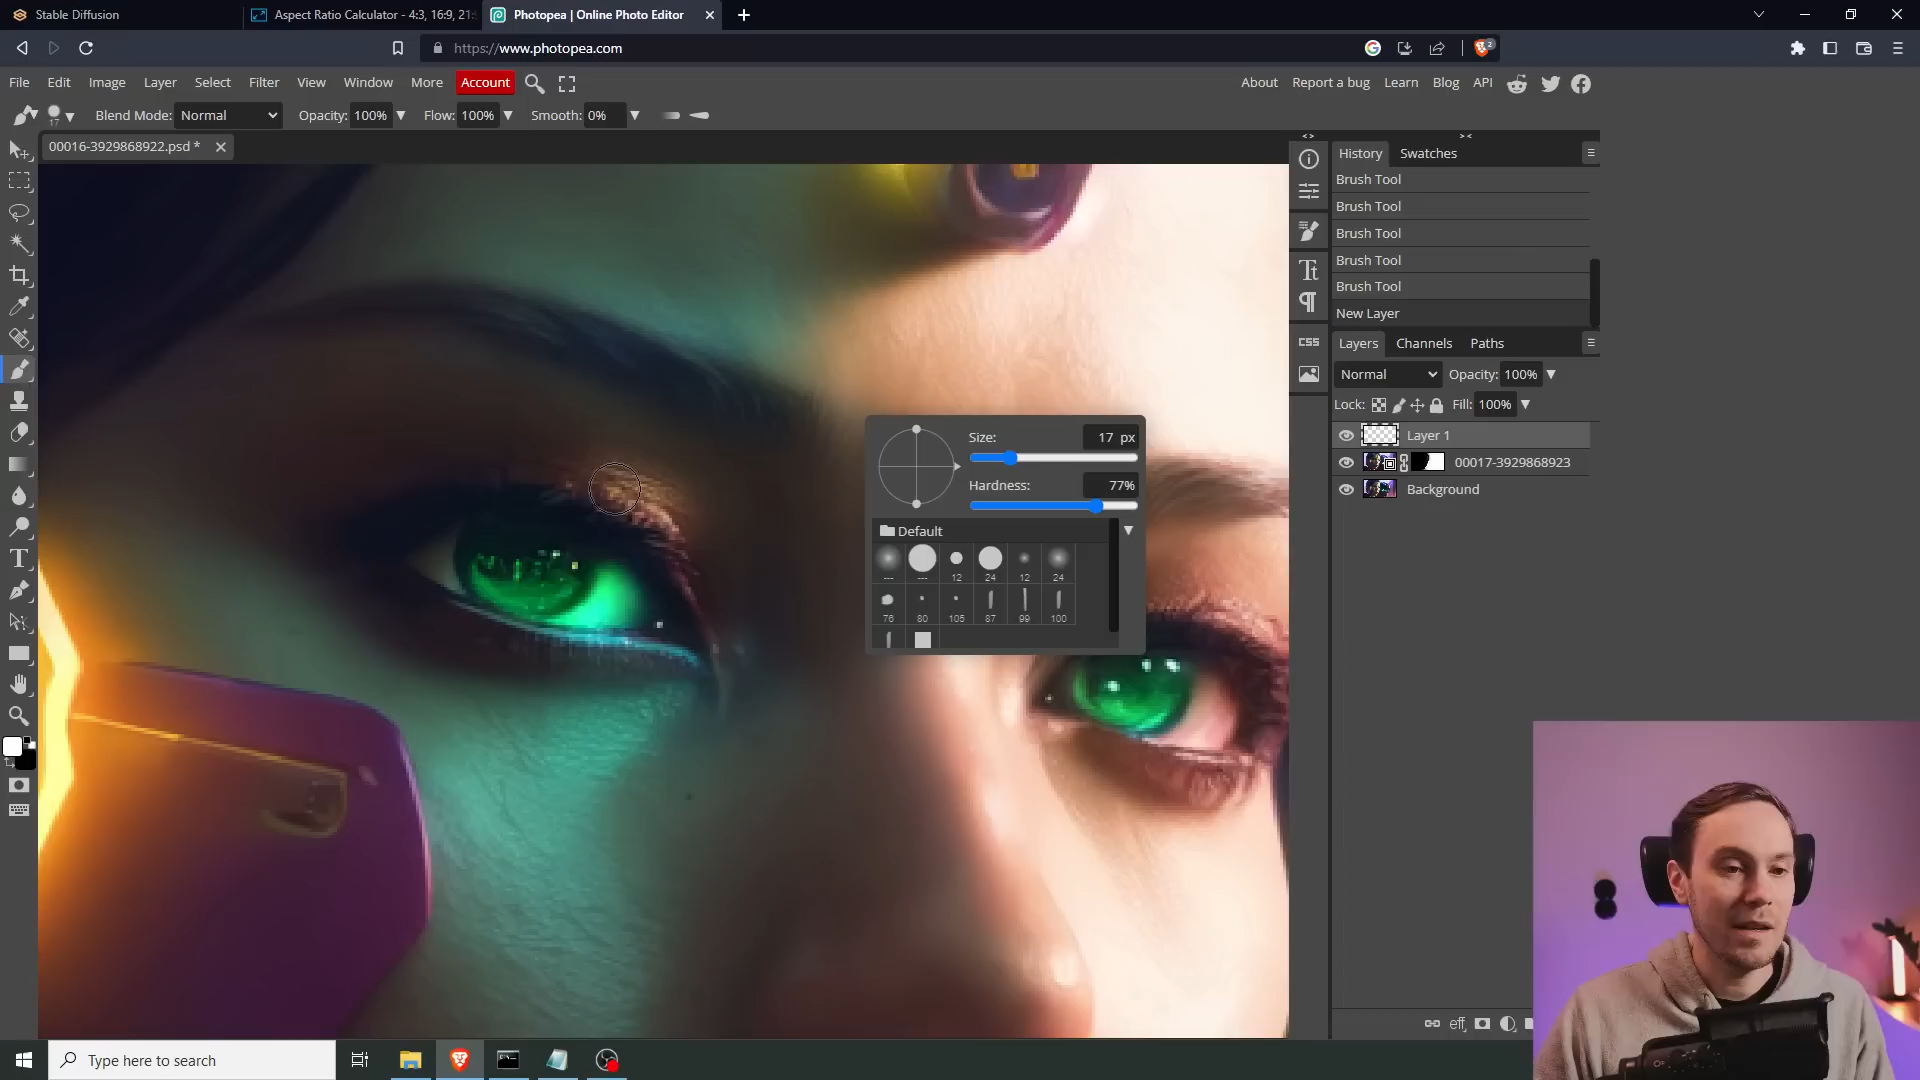 Stable Diffusion
Aspect Ratio Calculator - 4:3, 16:9, 21:
Photopea | Online Photo Editor
https://www.photopea.com
2
File Edit Image Layer Select Filter View Window More Account
About Report a bug Learn Blog API
17 Blend Mode: Normal Opacity: 100% Flow: 100% Smooth: 0%
00016-3929868922.psd *
History Swatches
Brush Tool
Brush Tool
Brush Tool
Brush Tool
Brush Tool
New Layer
Layers Channels Paths
Normal Opacity: 100%
Lock: Fill: 100%
Layer 1
00017-3929868923
Background
CSS
Size: 17 px
Hardness: 77%
Default
--- --- 12 24 12 24
76 80 105 87 99 100
eff
Type here to search